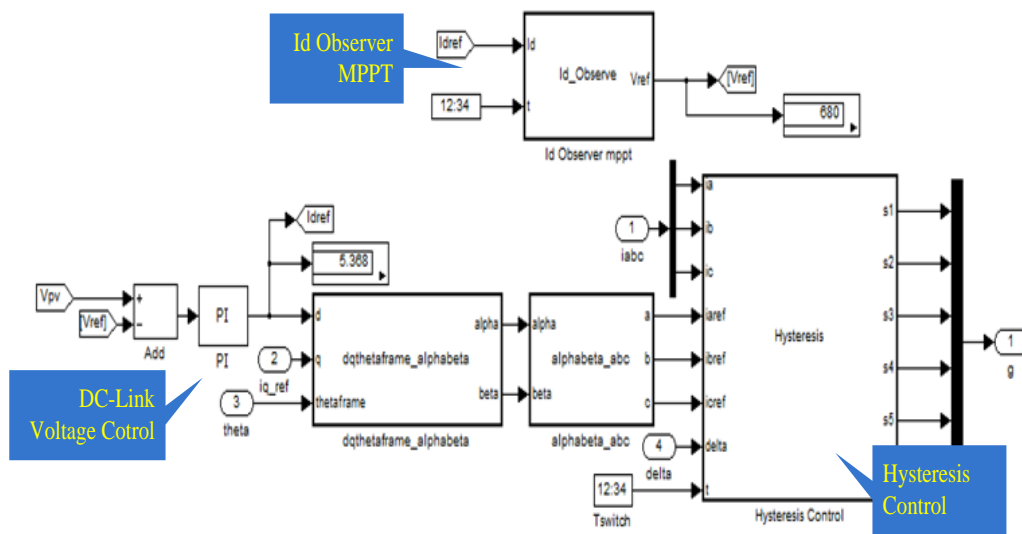 Id Observer
MPPT
Idref
Id
Id_Observe
Vref
[Vref]
12:34
t
680
Id Observer mppt
ia
ib
ic
1
iabc
s1
s2
s3
s4
s5
Idref
5.368
Vpv
[Vref]
+
−
Add
PI
PI
d
q
thetaframe
dqthetaframe_alphabeta
alpha
beta
dqthetaframe_alphabeta
alpha
beta
alphabeta_abc
a
b
c
alphabeta_abc
iaref
ibref
icref
delta
t
Hysteresis
Hysteresis Control
1
g
2
iq_ref
3
theta
4
delta
12:34
Tswitch
DC-Link
Voltage Cotrol
Hysteresis
Control